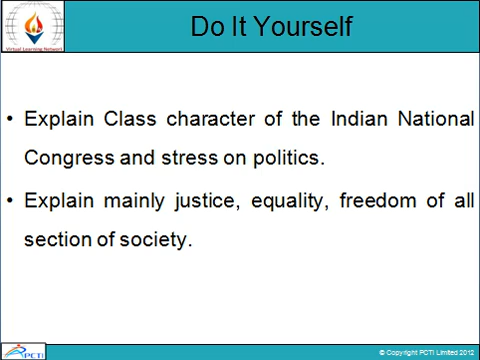 Do It Yourself
Virtual Learning Network
• Explain Class character of the Indian National
Congress and stress on politics.
• Explain mainly justice, equality, freedom of all
section of society.
PCTI
© Copyright PCTI Limited 2012